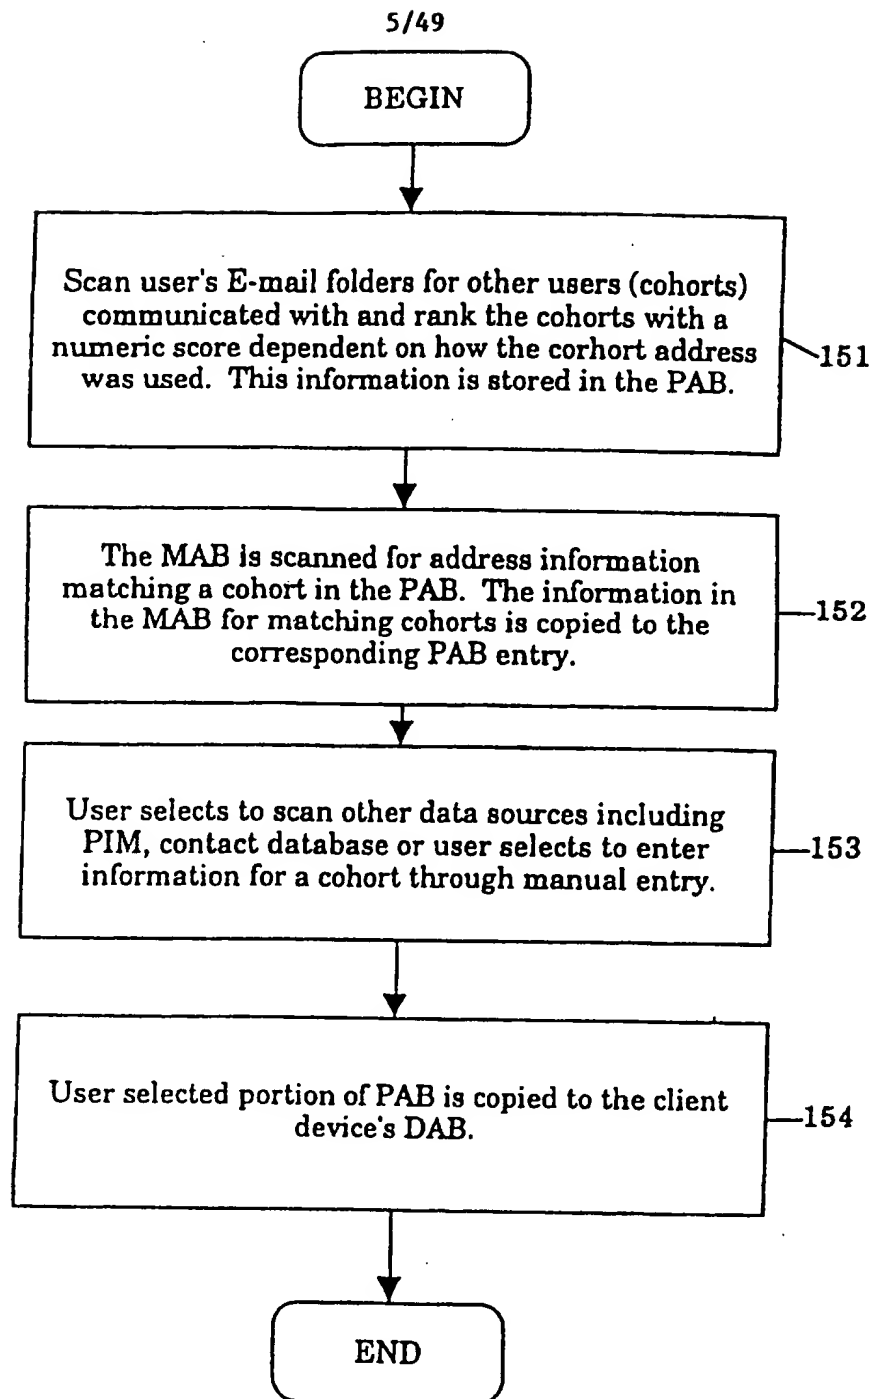 5/49
BEGIN
Scan user's E-mail folders for other users (cohorts)
communicated with and rank the cohorts with a
numeric score dependent on how the corhort address
was used. This information is stored in the PAB.
151
The MAB is scanned for address information
matching a cohort in the PAB. The information in
the MAB for matching cohorts is copied to the
corresponding PAB entry.
152
User selects to scan other data sources including
PIM, contact database or user selects to enter
information for a cohort through manual entry.
153
User selected portion of PAB is copied to the client
device's DAB.
154
END